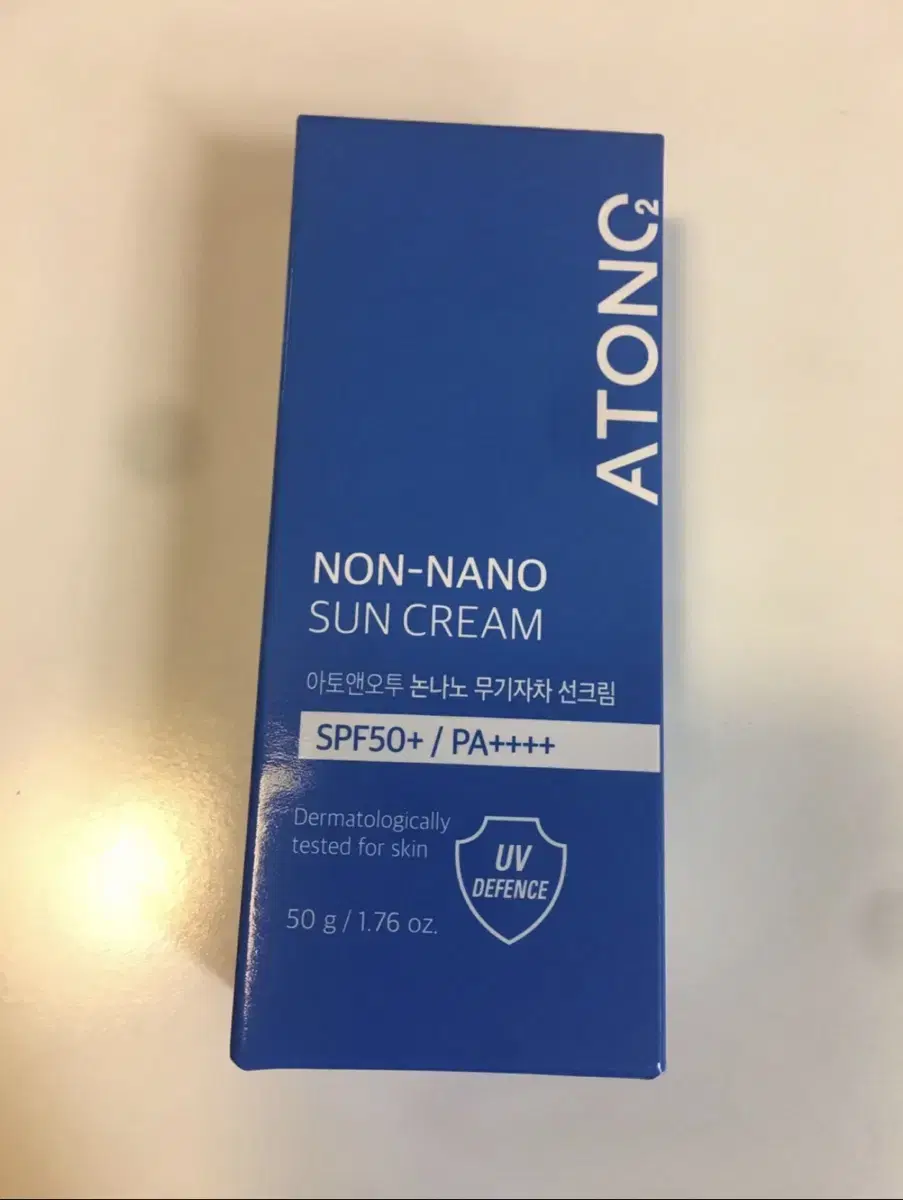 ATONO2
NON-NANO
SUN CREAM
아토앤오투 논나노 무기자차 선크림
SPF50+ / PA++++
Dermatologically
tested for skin
UV
DEFENCE
50 g / 1.76 oz.